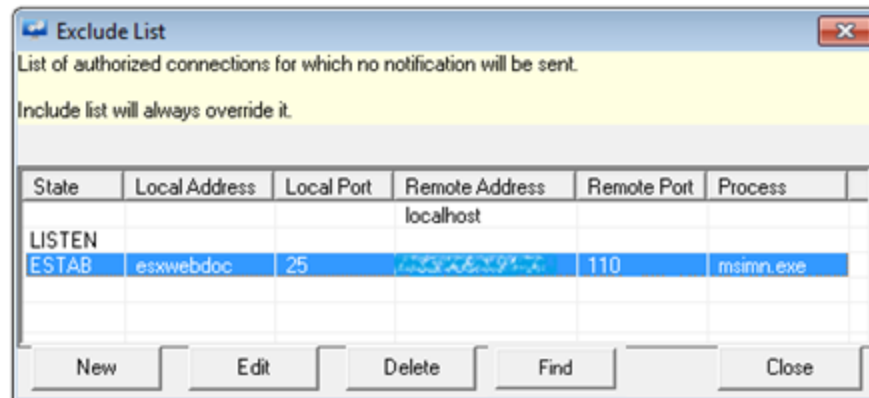 Exclude List
List of authorized connections for which no notification will be sent.
Include list will always override it.
State Local Address Local Port Remote Address Remote Port Process
localhost
LISTEN
ESTAB esxwebdoc 25 110 msimn.exe
New Edit Delete Find Close